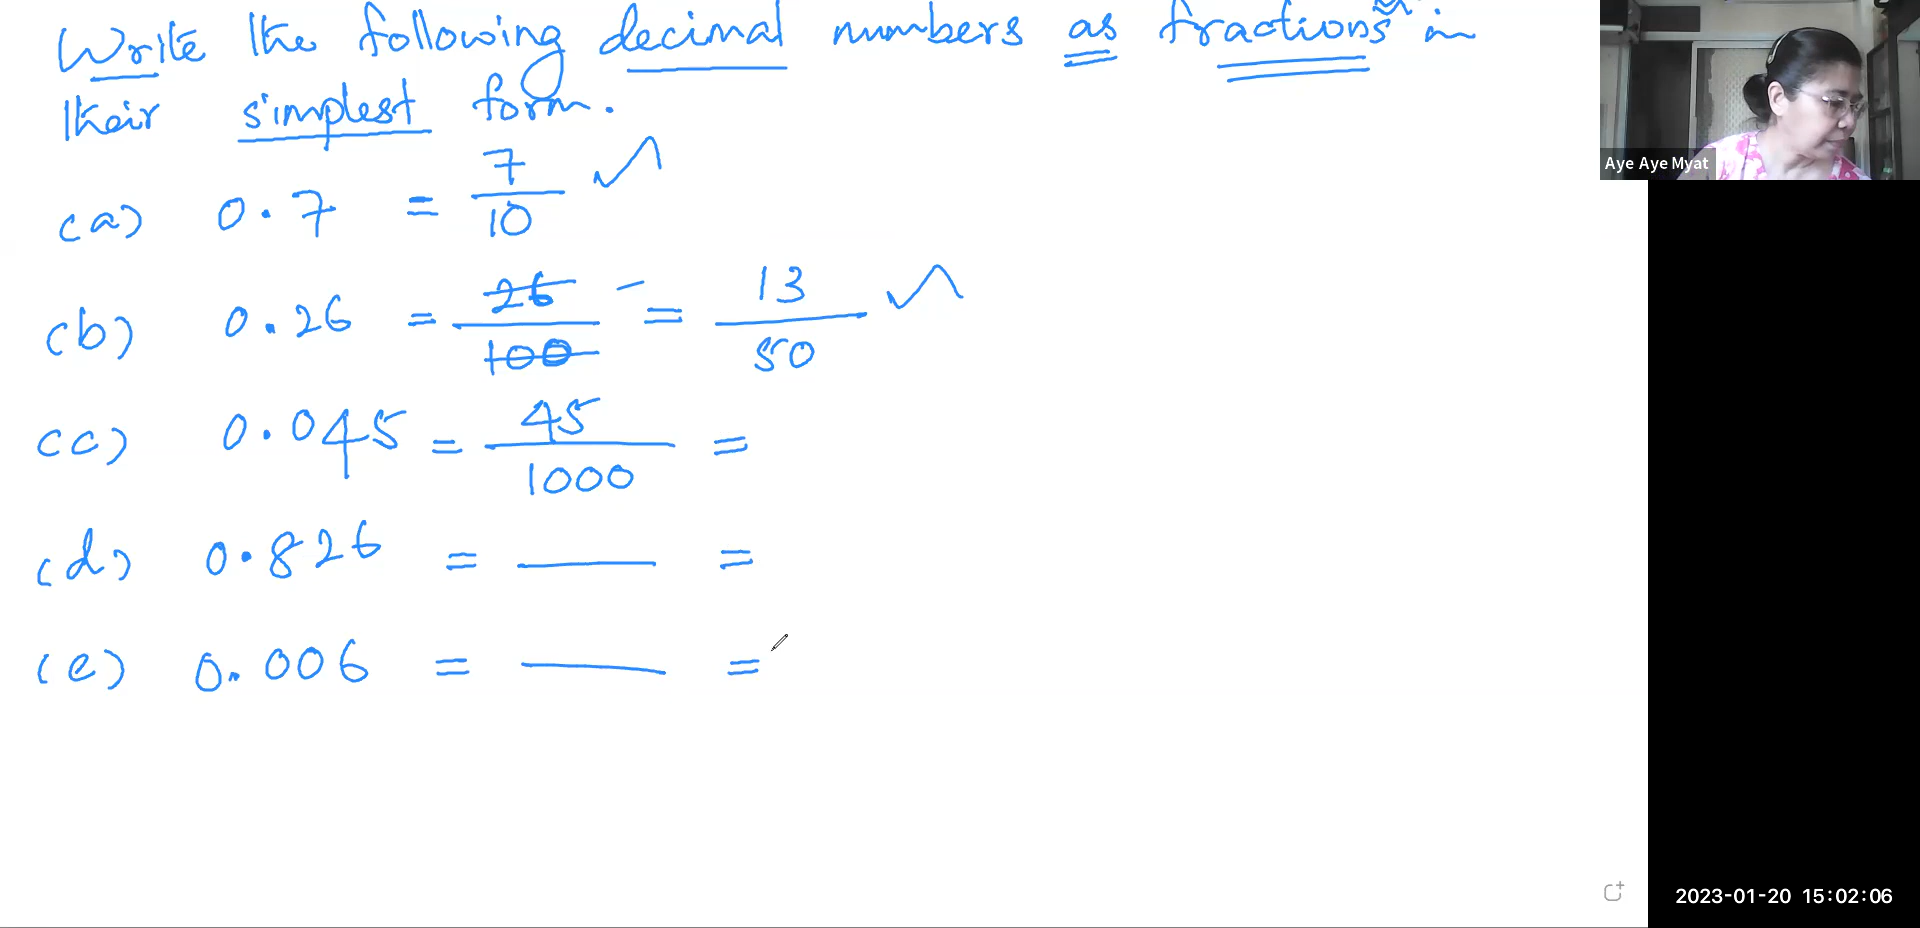 Write the following decimal numbers as fractions in
their simplest form.
(a) 0.7 = 7/10
(b) 0.26 = 26/100 = 13/50
(c) 0.045 = 45/1000 =
(d) 0.826 = —— =
(e) 0.006 = —— =
Aye Aye Myat
2023-01-20 15:02:06